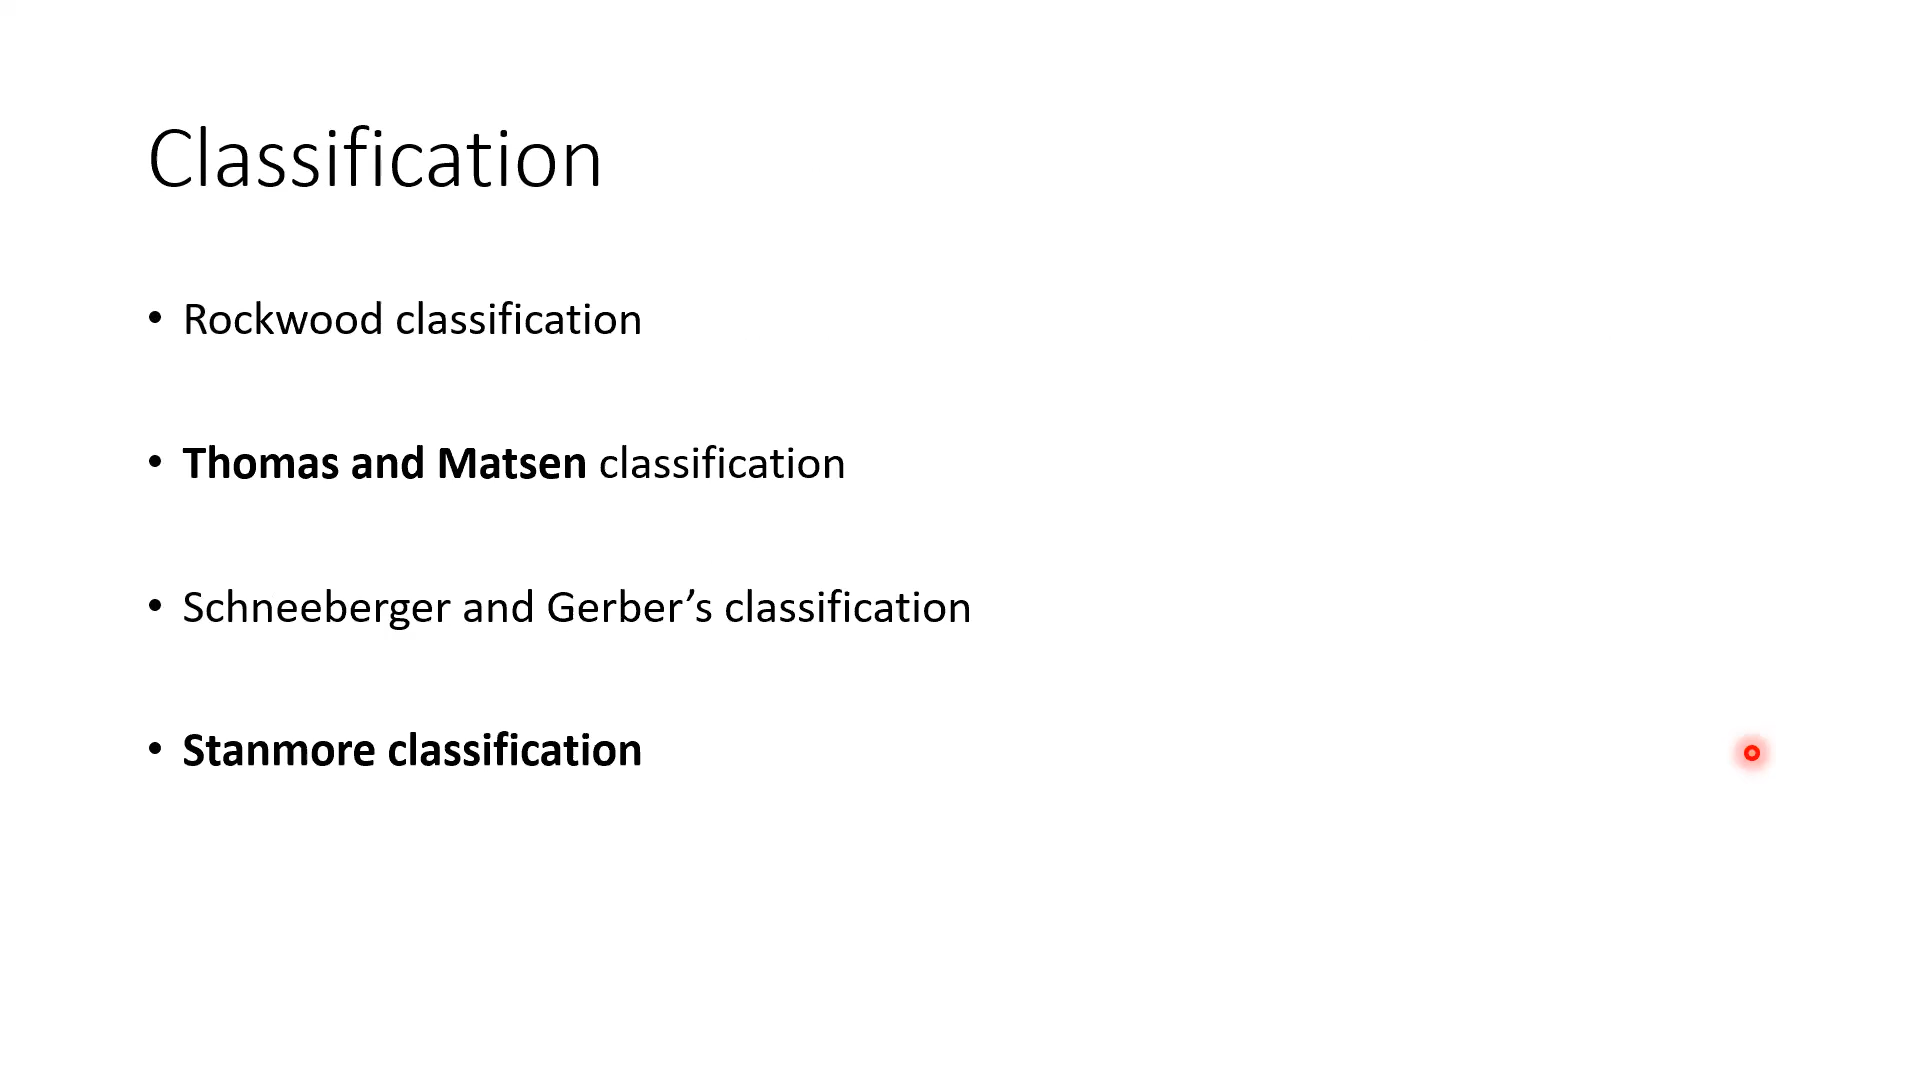 Classification
• Rockwood classification
• Thomas and Matsen classification
• Schneeberger and Gerber’s classification
• Stanmore classification